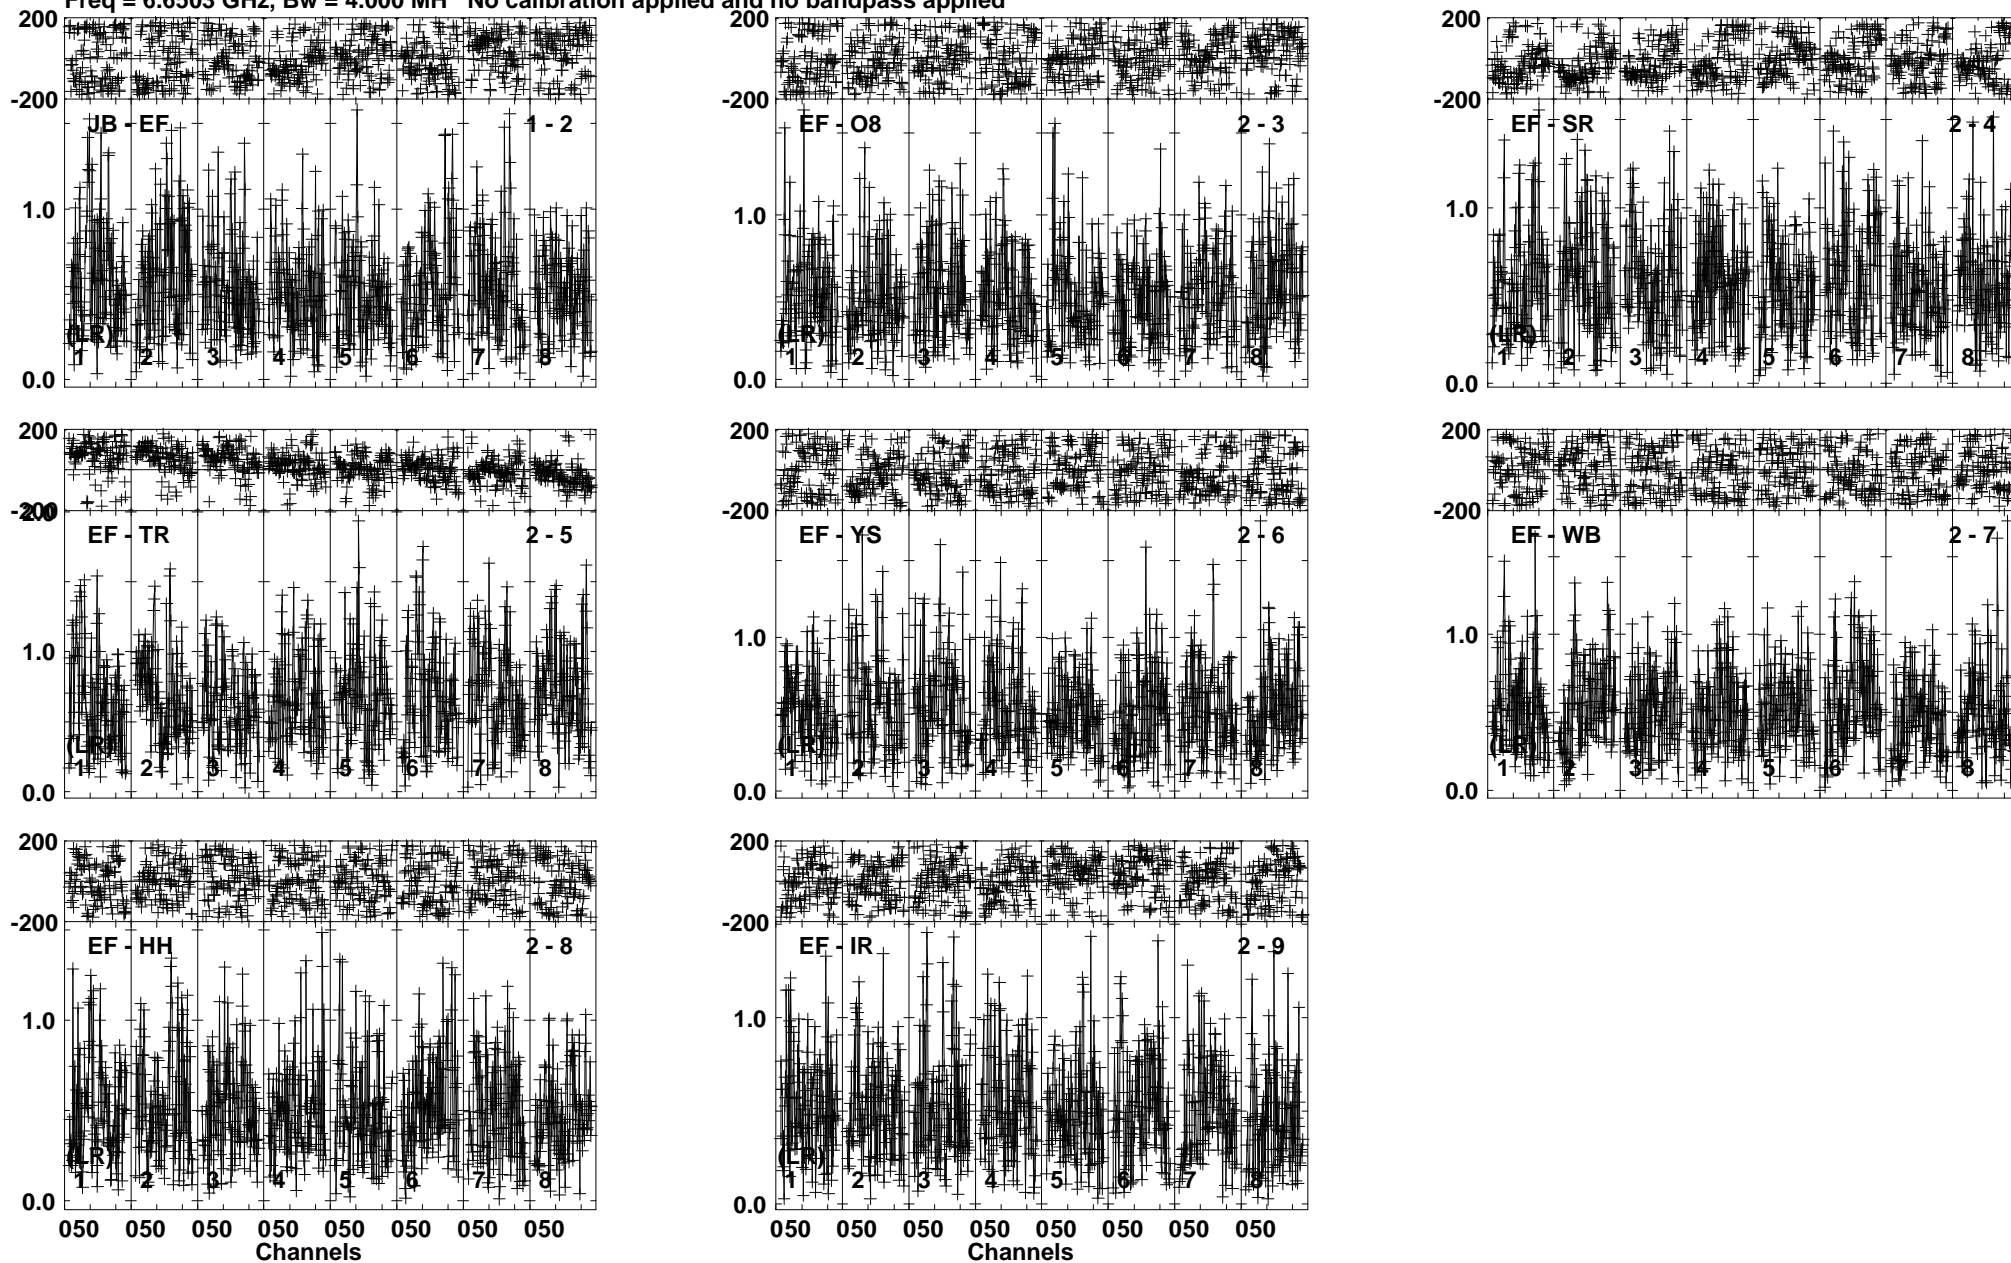 Freq = 6.6503 GHz, Bw = 4.000 MH No calibration applied and no bandpass applied
200
-200
JB - EF
1 - 2
1.0
(LR)
1 2 3 4 5 6 7 8
0.0
200
-200
EF - O8
2 - 3
1.0
(LR)
1 2 3 4 5 6 7 8
0.0
200
-200
EF - SR
2 - 4
1.0
(LR)
1 2 3 4 5 6 7 8
0.0
200
-200
2.0
EF - TR
2 - 5
1.0
(LR)
1 2 3 4 5 6 7 8
0.0
200
-200
EF - YS
2 - 6
1.0
(LR)
1 2 3 4 5 6 7 8
0.0
200
-200
EF - WB
2 - 7
1.0
(LR)
1 2 3 4 5 6 7 8
0.0
200
-200
EF - HH
2 - 8
1.0
(LR)
1 2 3 4 5 6 7 8
0.0
050 050 050 050 050 050 050 050
Channels
200
-200
EF - IR
2 - 9
1.0
(LR)
1 2 3 4 5 6 7 8
0.0
050 050 050 050 050 050 050 050
Channels